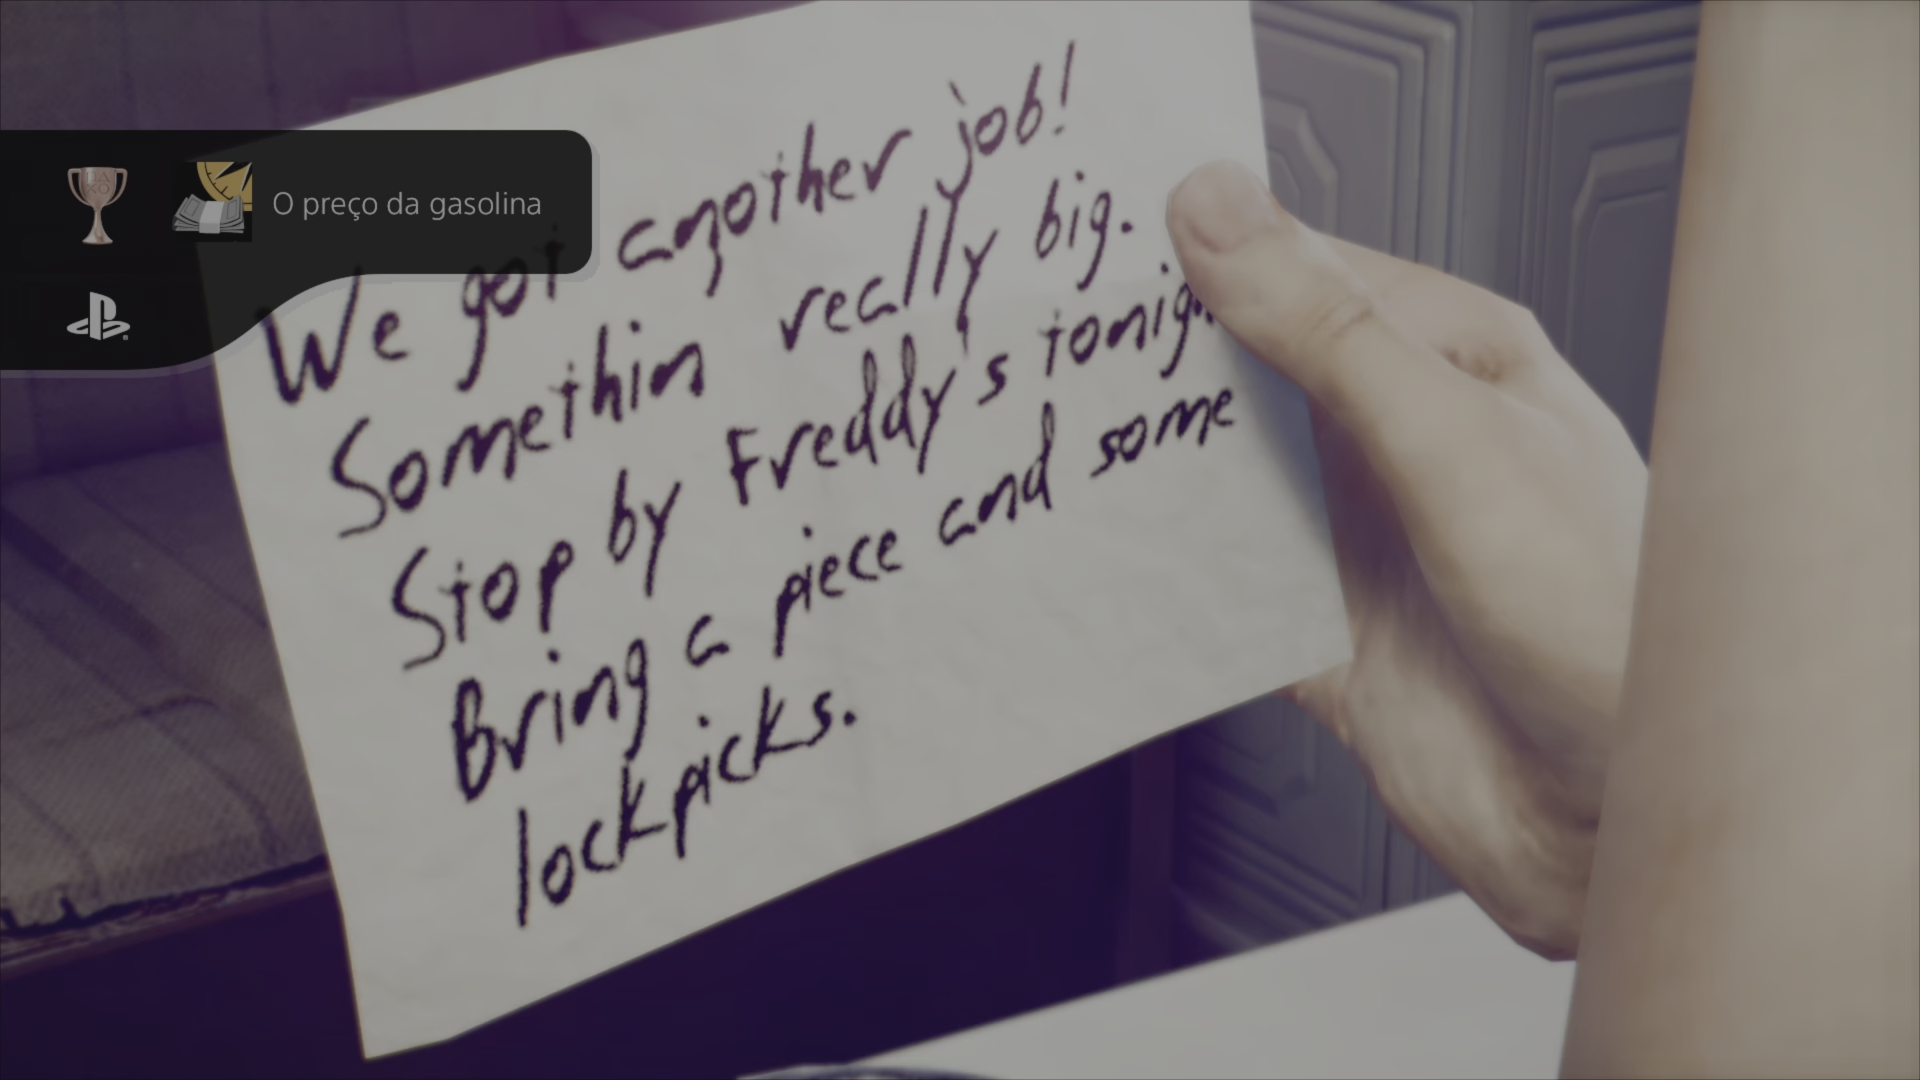 O preço da gasolina
We got another job!
Somethin really big.
Stop by Freddy's
Bring a piece and some
lockpicks.